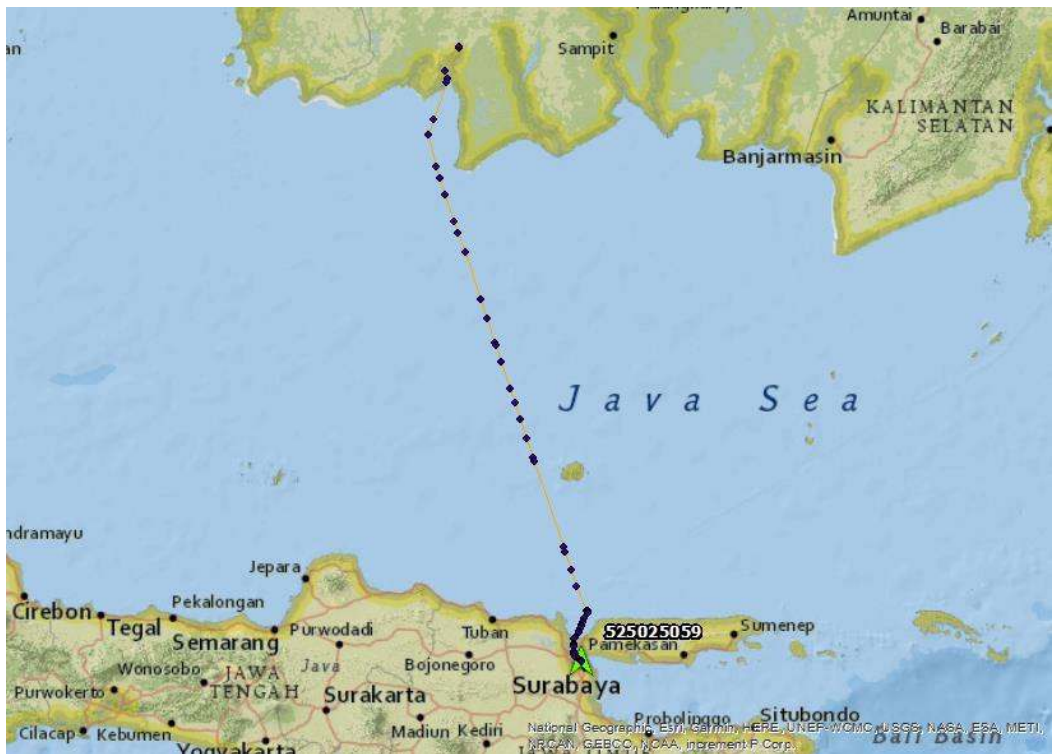 Amuntai
Barabai
Sampit
an
KALIMANTAN
SELATAN
Banjarmasin
Java Sea
ndramayu
Jepara
Cirebon
Pekalongan
Tegal
Semarang
Purwodadi
Tuban
525025059
Sumenep
Pamekasan
Wonosobo
JAWA
TENGAH
Java
Bojonegoro
Surabaya
Purwokerto
Surakarta
Cilacap
Kebumen
Madiun
Kediri
Probolinggo
Situbondo
Yogyakarta
Bali Basin
National Geographic, Esri, Garmin, HERE, UNEP-WCMC, USGS, NASA, ESA, METI,
NRCAN, GEBCO, NOAA, increment P Corp.